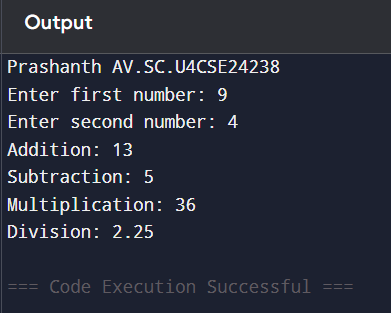 Output
Prashanth AV.SC.U4CSE24238
Enter first number: 9
Enter second number: 4
Addition: 13
Subtraction: 5
Multiplication: 36
Division: 2.25
=== Code Execution Successful ===